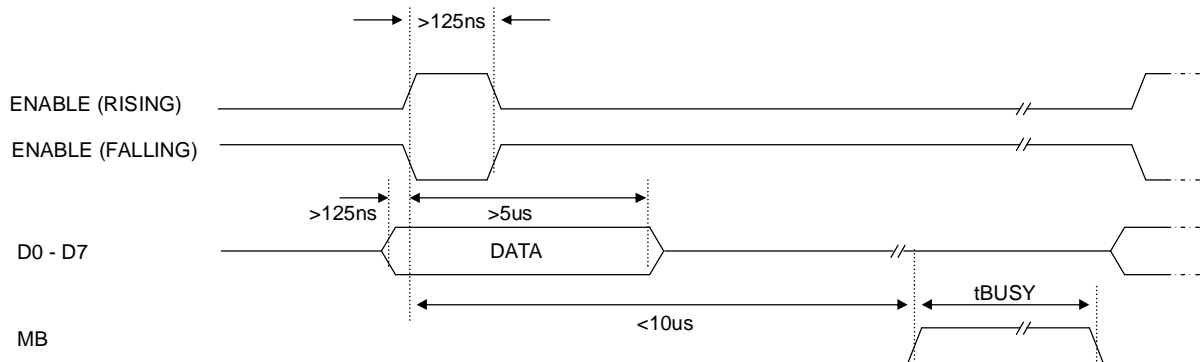 >125ns
ENABLE (RISING)
ENABLE (FALLING)
>125ns
>5us
D0 - D7
DATA
tBUSY
<10us
MB